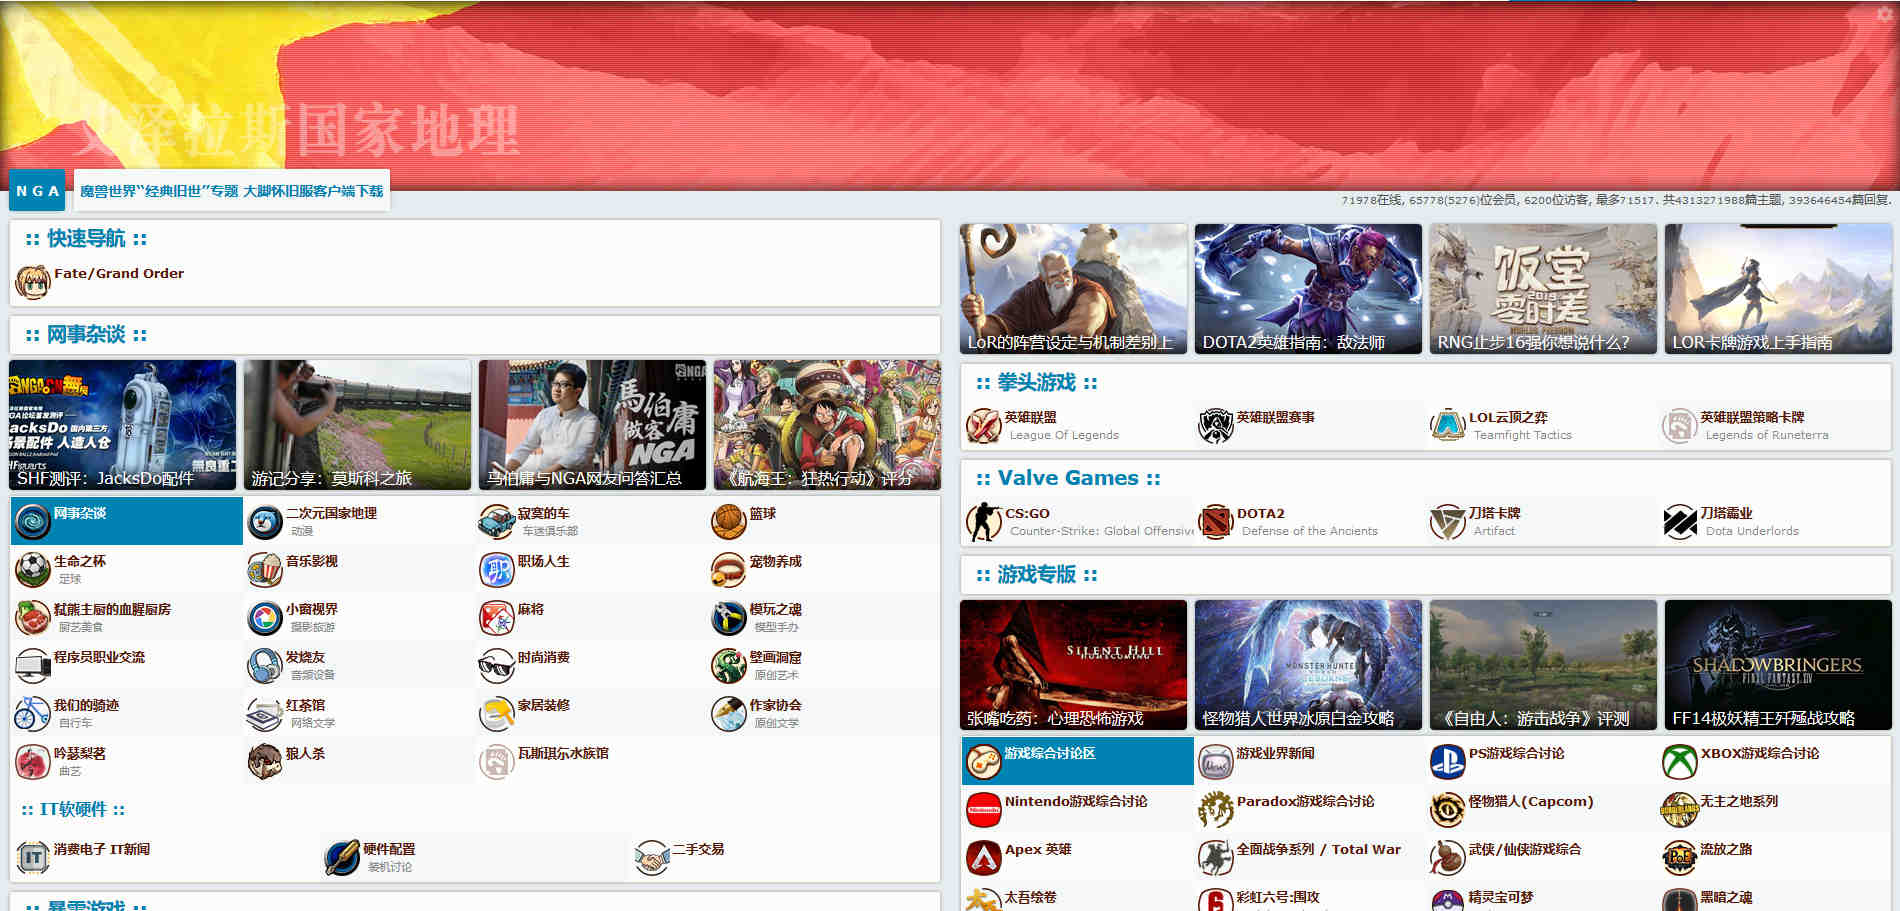 艾泽拉斯国家地理
NGA
魔兽世界“经典旧世”专题 大脚怀旧服客户端下载
71978在线, 65778(5276)位会员, 6200位访客, 最多71517. 共4313271988篇主题, 393646454篇回复.
:: 快速导航 ::
Fate/Grand Order
:: 网事杂谈 ::
SHF测评：JacksDo配件
游记分享：莫斯科之旅
馬伯庸
做客
NGA
马伯庸与NGA网友问答汇总
《航海王：狂热行动》评分
网事杂谈
二次元国家地理
动漫
寂寞的车
车迷俱乐部
篮球
生命之杯
足球
音乐影视
职场人生
宠物养成
弑熊主厨的血腥厨房
厨艺美食
小窗视界
摄影旅游
麻将
模玩之魂
模型手办
程序员职业交流
发烧友
音频设备
时尚消费
壁画洞窟
原创艺术
我们的骑迹
自行车
红茶馆
网络文学
家居装修
作家协会
原创文学
吟瑟梨茗
曲艺
狼人杀
瓦斯琪尔水族馆
:: IT软硬件 ::
消费电子 IT新闻
硬件配置
装机讨论
二手交易
:: 暴雪游戏 ::
LoR的阵营设定与机制差别上
DOTA2英雄指南：敌法师
饭堂
2019
零时差
RNG止步16强你想说什么?
LOR卡牌游戏上手指南
:: 拳头游戏 ::
英雄联盟
League Of Legends
英雄联盟赛事
LOL云顶之弈
Teamfight Tactics
英雄联盟策略卡牌
Legends of Runeterra
:: Valve Games ::
CS:GO
Counter-Strike: Global Offensive
DOTA2
Defense of the Ancients
刀塔卡牌
Artifact
刀塔霸业
Dota Underlords
:: 游戏专版 ::
SILENT HILL
HOMECOMING
张嘴吃药：心理恐怖游戏
MONSTER HUNTER
怪物猎人世界冰原白金攻略
《自由人：游击战争》评测
SHADOWBRINGERS
FINAL FANTASY XIV
FF14极妖精王歼殛战攻略
游戏综合讨论区
游戏业界新闻
PS游戏综合讨论
XBOX游戏综合讨论
Nintendo游戏综合讨论
Paradox游戏综合讨论
怪物猎人(Capcom)
无主之地系列
Apex 英雄
全面战争系列 / Total War
武侠/仙侠游戏综合
流放之路
太吾绘卷
彩虹六号:围攻
精灵宝可梦
黑暗之魂